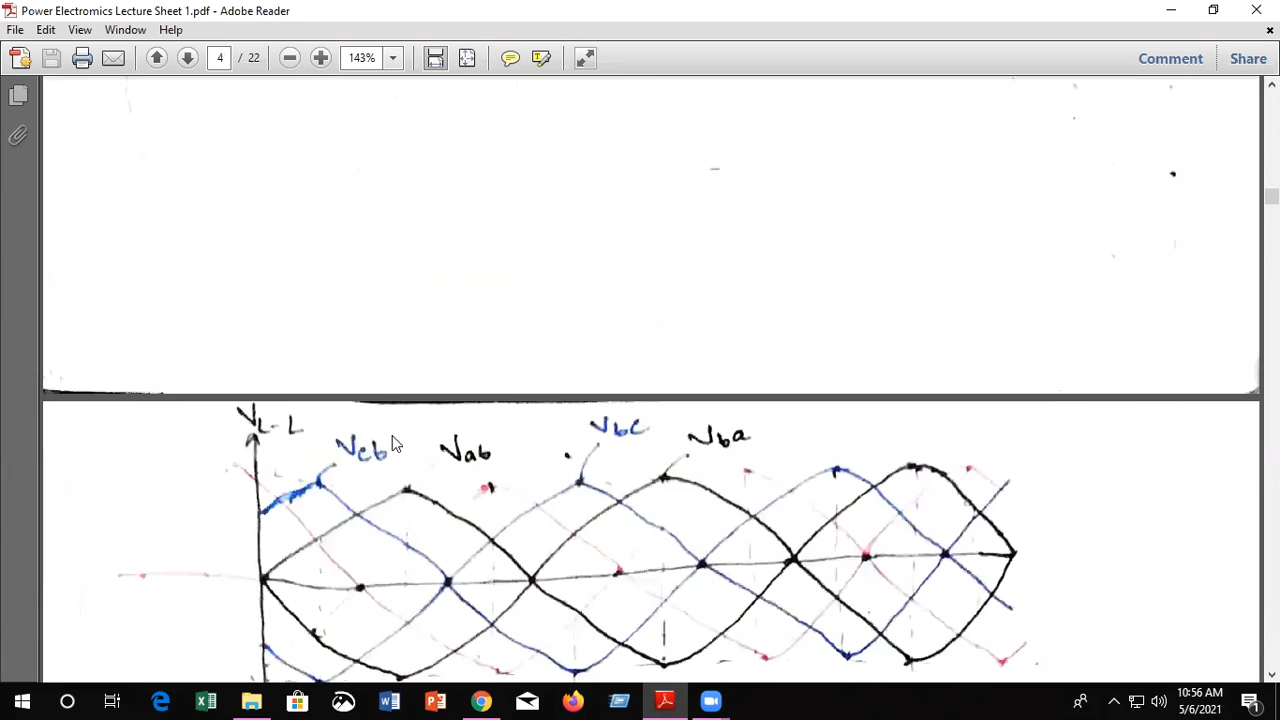 Power Electronics Lecture Sheet 1.pdf - Adobe Reader
File Edit View Window Help
4 / 22 143% Comment Share
VL-L
Vcb Vab Vbc Vba
10:56 AM
5/6/2021